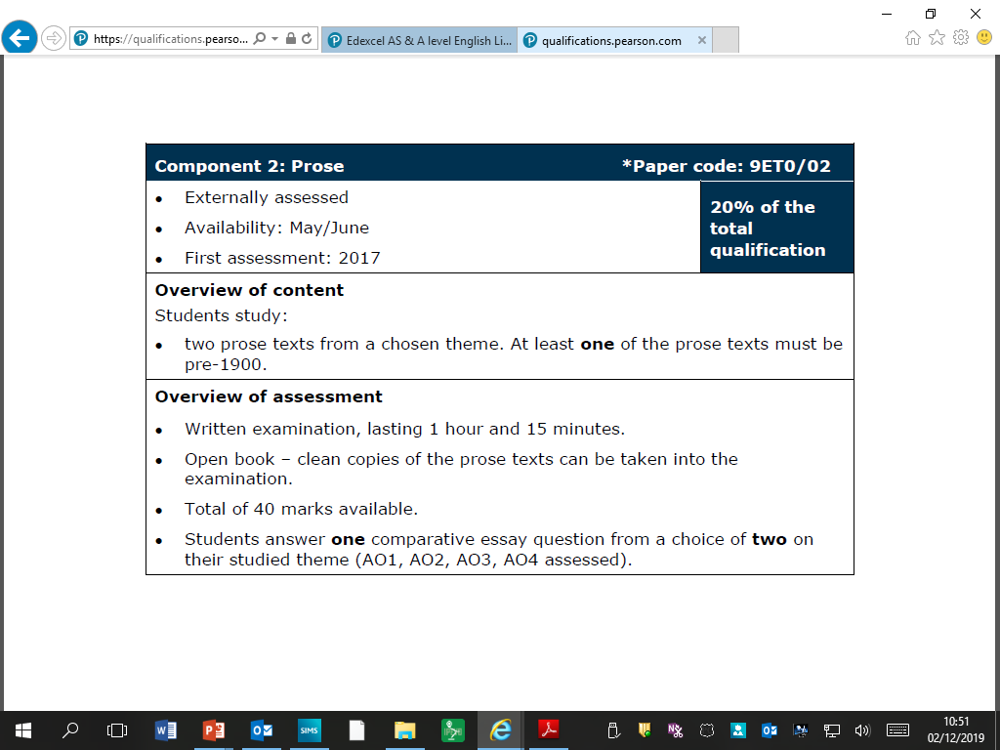 https://qualifications.pearso...
Edexcel AS & A level English Li...
qualifications.pearson.com
Component 2: Prose *Paper code: 9ET0/02
• Externally assessed
• Availability: May/June
• First assessment: 2017
20% of the
total
qualification
Overview of content
Students study:
• two prose texts from a chosen theme. At least one of the prose texts must be
pre-1900.
Overview of assessment
• Written examination, lasting 1 hour and 15 minutes.
• Open book – clean copies of the prose texts can be taken into the
examination.
• Total of 40 marks available.
• Students answer one comparative essay question from a choice of two on
their studied theme (AO1, AO2, AO3, AO4 assessed).
SIMS
10:51
02/12/2019